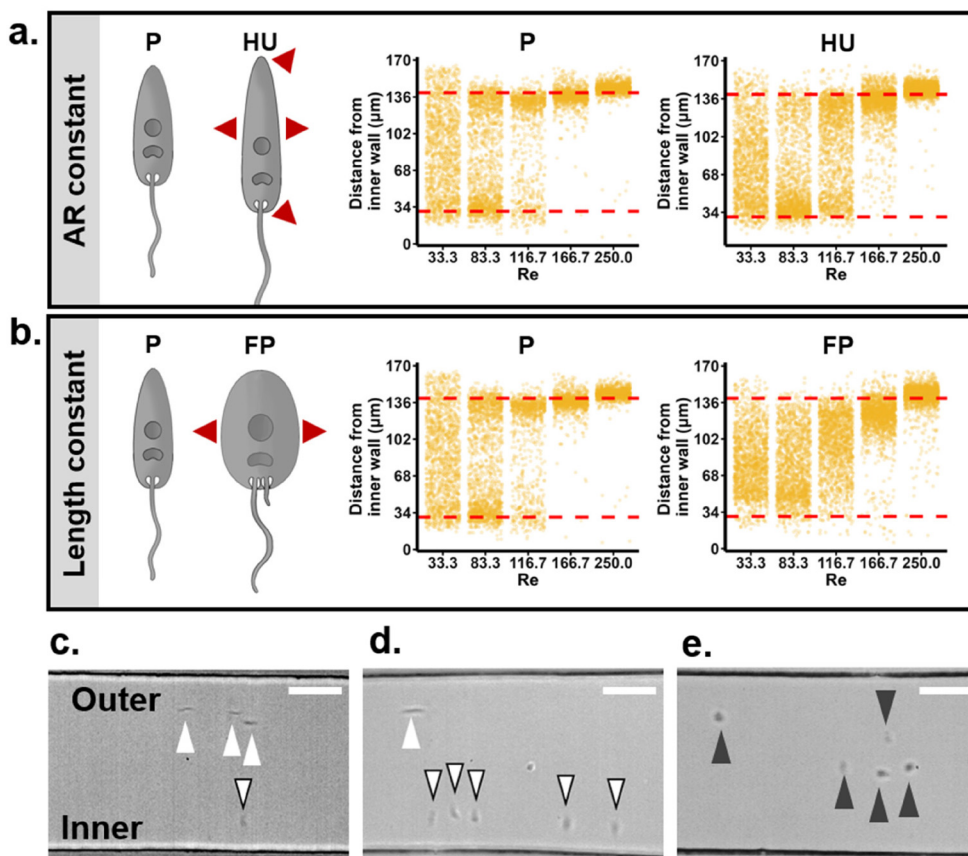 a.
AR constant
P
HU
P
Distance from
inner wall (µm)
170
136
102
68
34
0
33.3 83.3 116.7 166.7 250.0
Re
HU
Distance from
inner wall (µm)
170
136
102
68
34
0
33.3 83.3 116.7 166.7 250.0
Re
b.
Length constant
P
FP
P
Distance from
inner wall (µm)
170
136
102
68
34
0
33.3 83.3 116.7 166.7 250.0
Re
FP
Distance from
inner wall (µm)
170
136
102
68
34
0
33.3 83.3 116.7 166.7 250.0
Re
c.
Outer
Inner
d.
e.